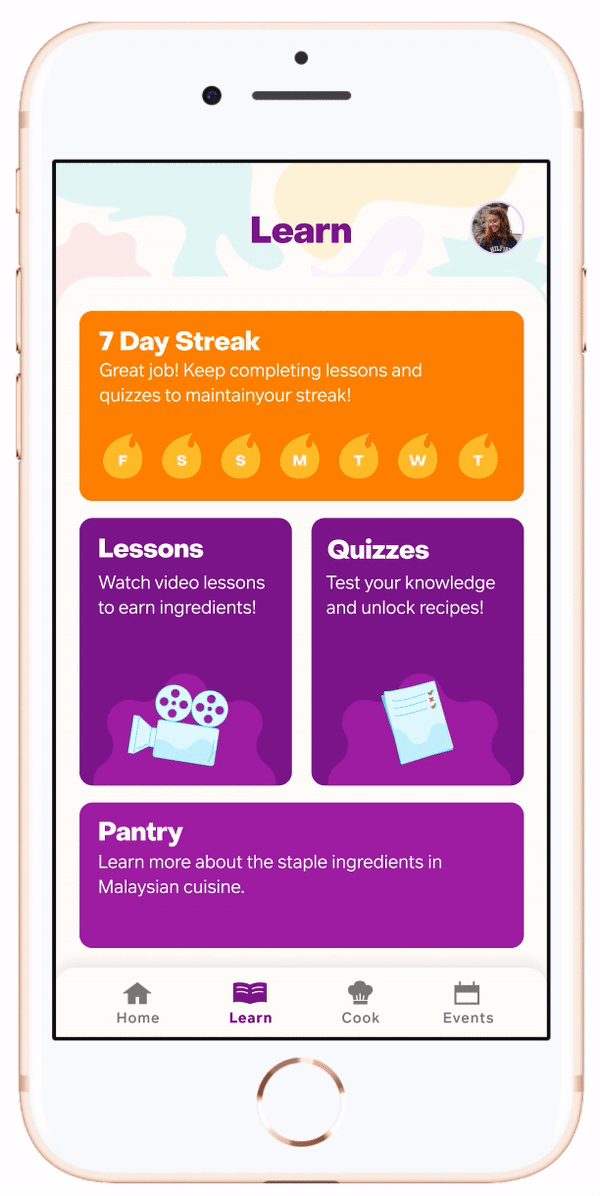 Learn
7 Day Streak
Great job! Keep completing lessons and
quizzes to maintainyour streak!
F S S M T W T
Lessons
Watch video lessons
to earn ingredients!
Quizzes
Test your knowledge
and unlock recipes!
Pantry
Learn more about the staple ingredients in
Malaysian cuisine.
Home Learn Cook Events